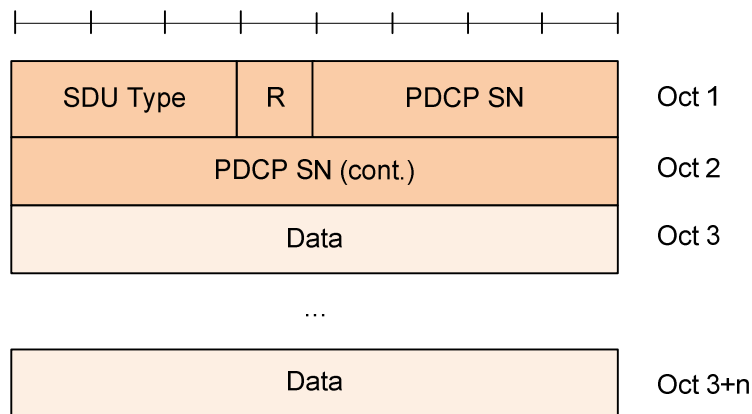 SDU Type R PDCP SN Oct 1
PDCP SN (cont.) Oct 2
Data Oct 3
...
Data Oct 3+n